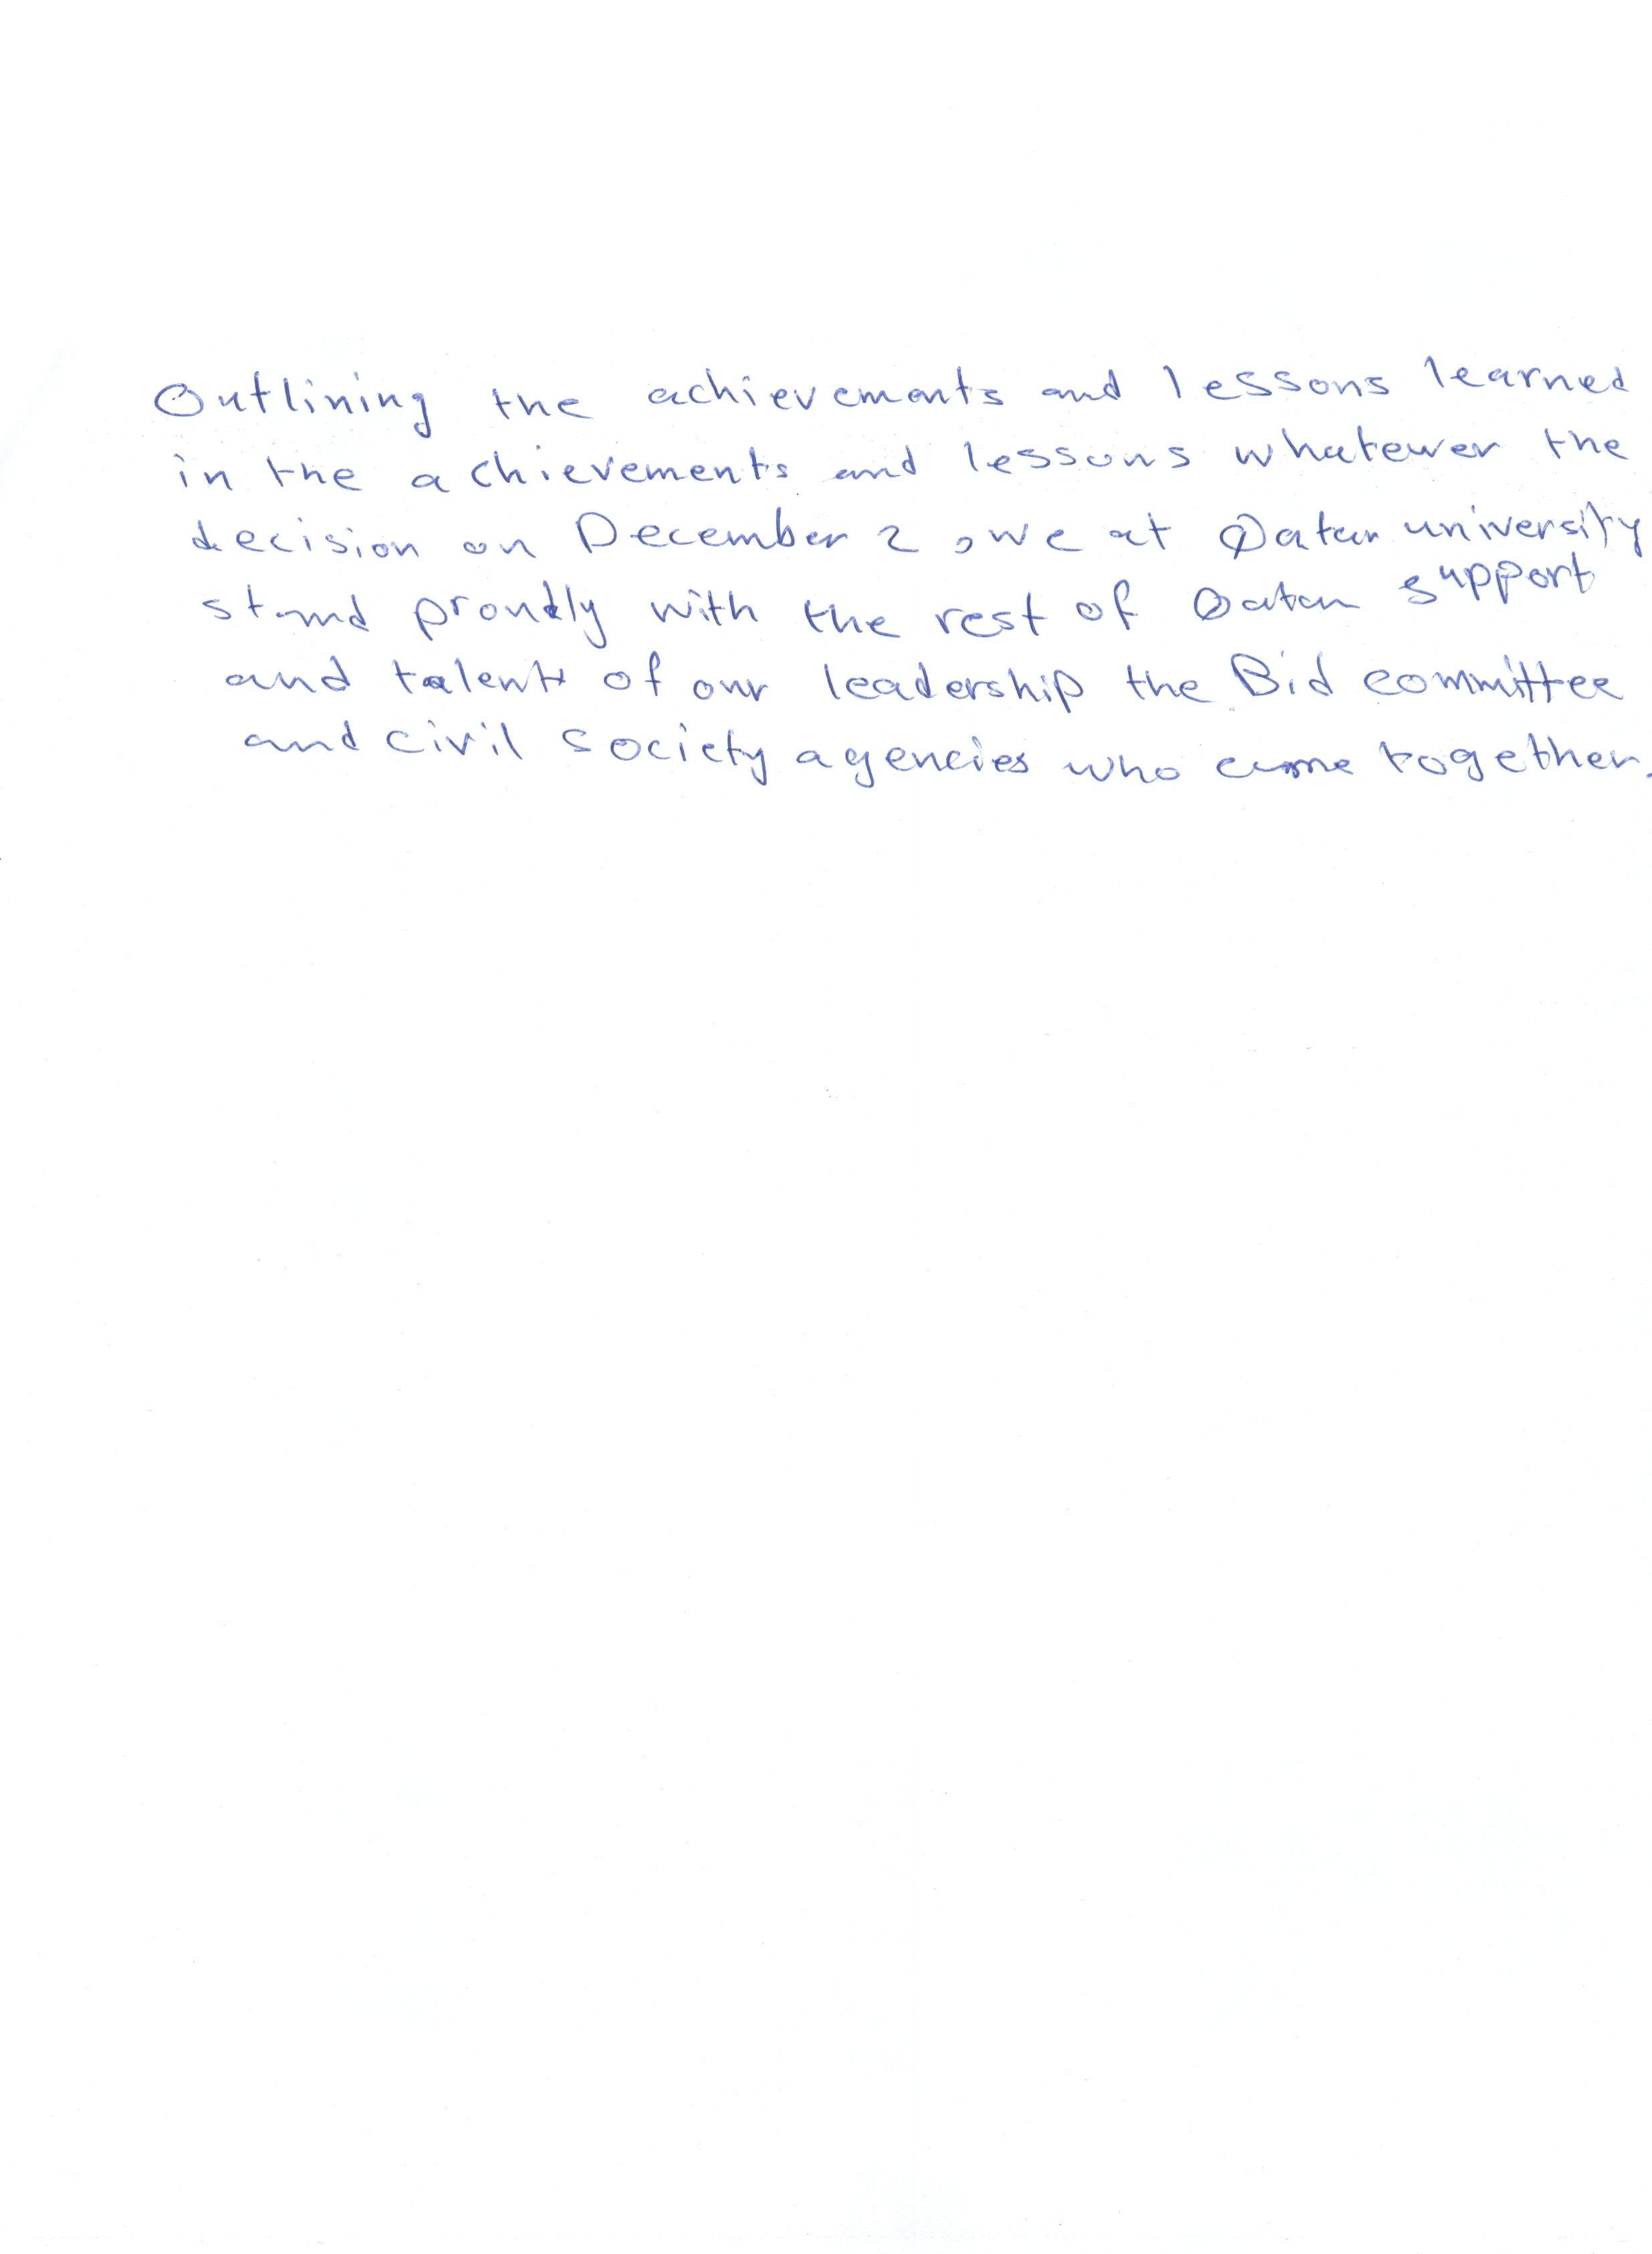 Outlining the achievements and lessons learned
in the achievements and lessons whatever the
decision on December 2, we at Qatar university
stand proudly with the rest of Qatar support
and talent of our leadership the Bid committee
and civil society agencies who come together.